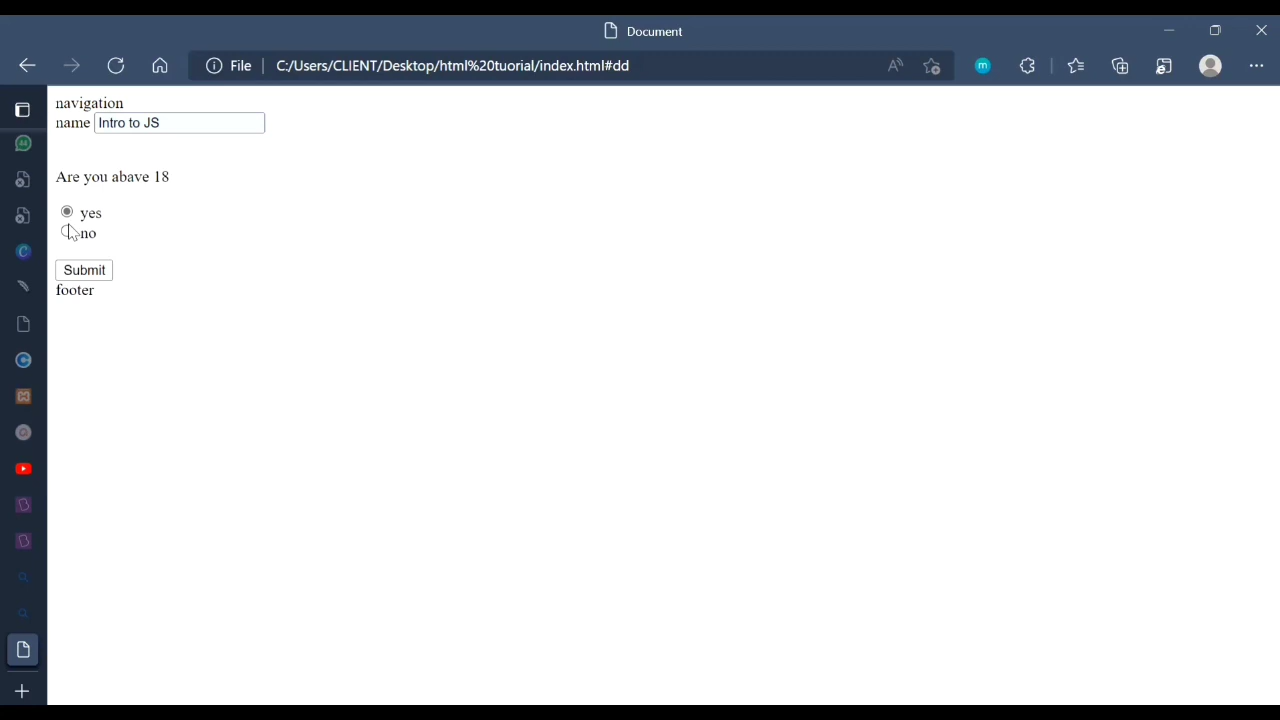 Document
File C:/Users/CLIENT/Desktop/html%20tuorial/index.html#dd
navigation
name Intro to JS
Are you abave 18
yes
no
Submit
footer